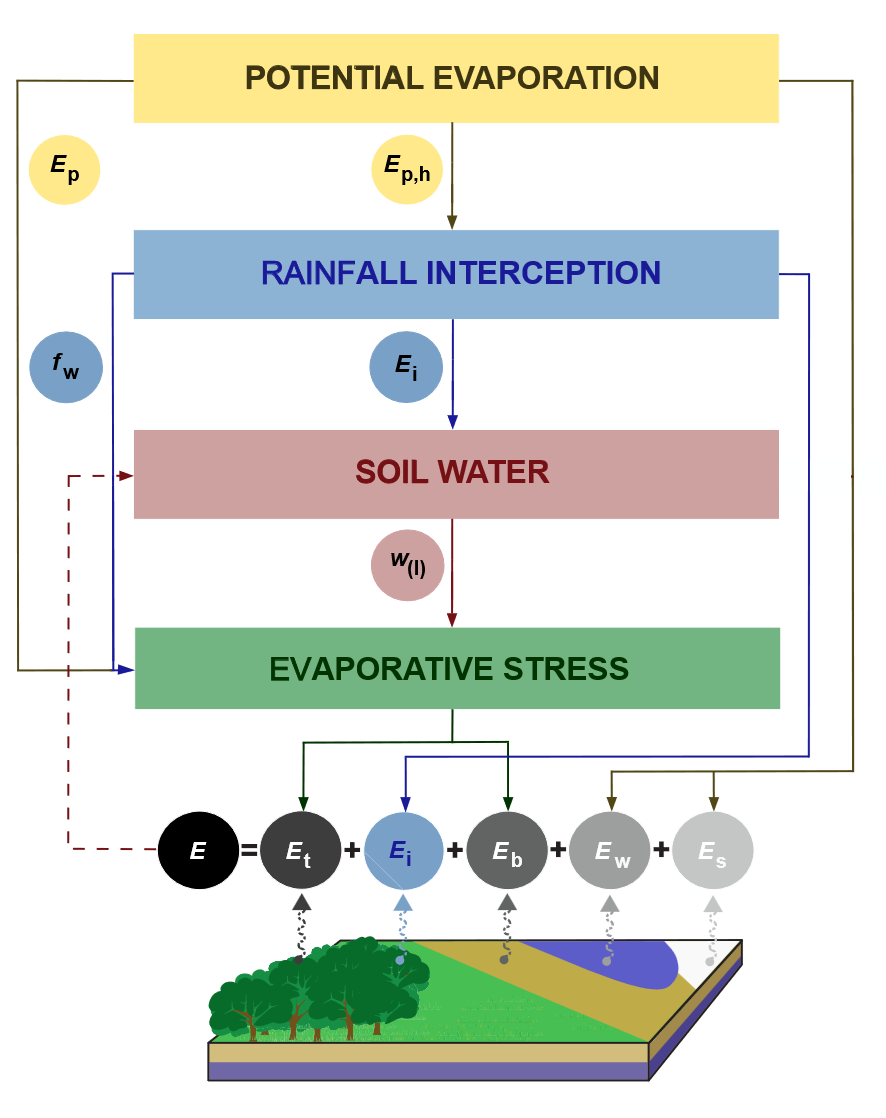 POTENTIAL EVAPORATION
Ep
Ep,h
RAINFALL INTERCEPTION
fw
Ei
SOIL WATER
w(l)
EVAPORATIVE STRESS
E = Et + Ei + Eb + Ew + Es